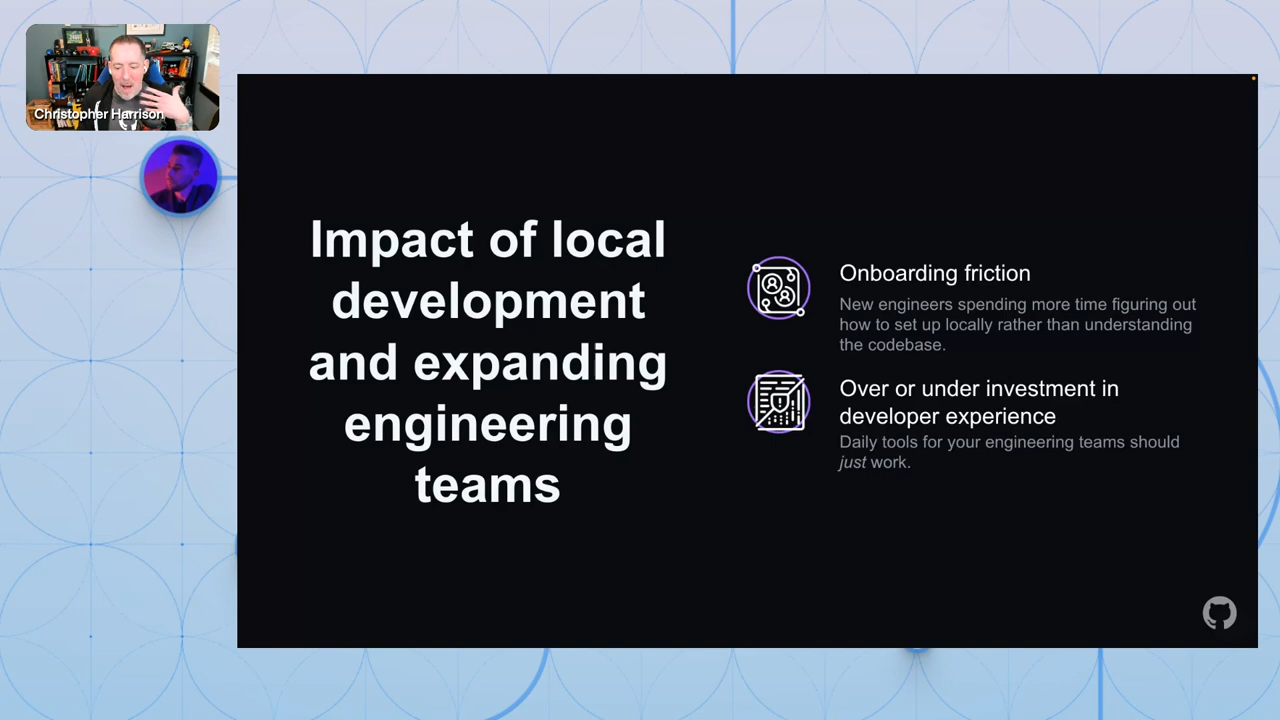 Christopher Harrison
Impact of local
development
and expanding
engineering
teams
Onboarding friction
New engineers spending more time figuring out
how to set up locally rather than understanding
the codebase.
Over or under investment in
developer experience
Daily tools for your engineering teams should
just work.